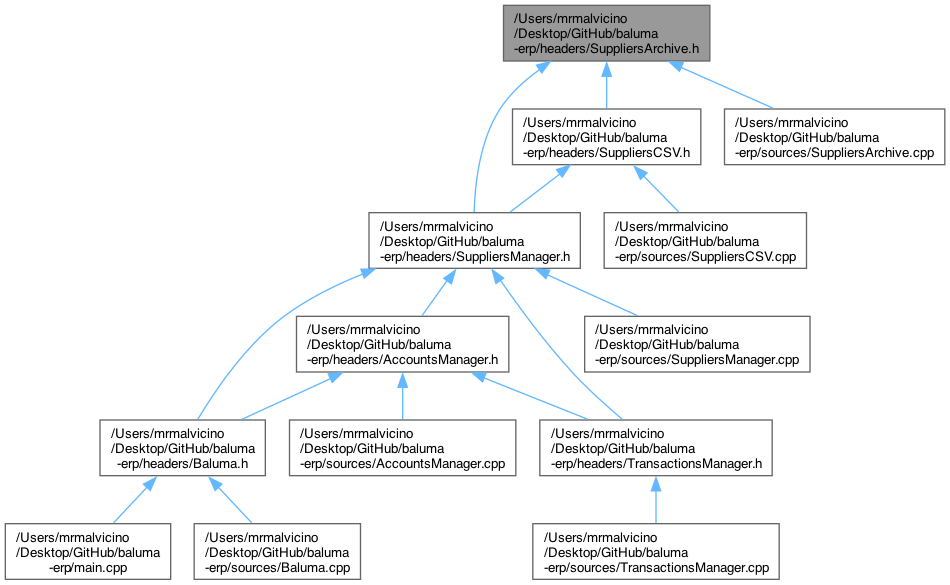 /Users/mrmalvicino
/Desktop/GitHub/baluma
-erp/headers/SuppliersArchive.h
/Users/mrmalvicino
/Desktop/GitHub/baluma
-erp/headers/SuppliersCSV.h
/Users/mrmalvicino
/Desktop/GitHub/baluma
-erp/sources/SuppliersArchive.cpp
/Users/mrmalvicino
/Desktop/GitHub/baluma
-erp/headers/SuppliersManager.h
/Users/mrmalvicino
/Desktop/GitHub/baluma
-erp/sources/SuppliersCSV.cpp
/Users/mrmalvicino
/Desktop/GitHub/baluma
-erp/headers/AccountsManager.h
/Users/mrmalvicino
/Desktop/GitHub/baluma
-erp/sources/SuppliersManager.cpp
/Users/mrmalvicino
/Desktop/GitHub/baluma
-erp/headers/Baluma.h
/Users/mrmalvicino
/Desktop/GitHub/baluma
-erp/sources/AccountsManager.cpp
/Users/mrmalvicino
/Desktop/GitHub/baluma
-erp/headers/TransactionsManager.h
/Users/mrmalvicino
/Desktop/GitHub/baluma
-erp/main.cpp
/Users/mrmalvicino
/Desktop/GitHub/baluma
-erp/sources/Baluma.cpp
/Users/mrmalvicino
/Desktop/GitHub/baluma
-erp/sources/TransactionsManager.cpp